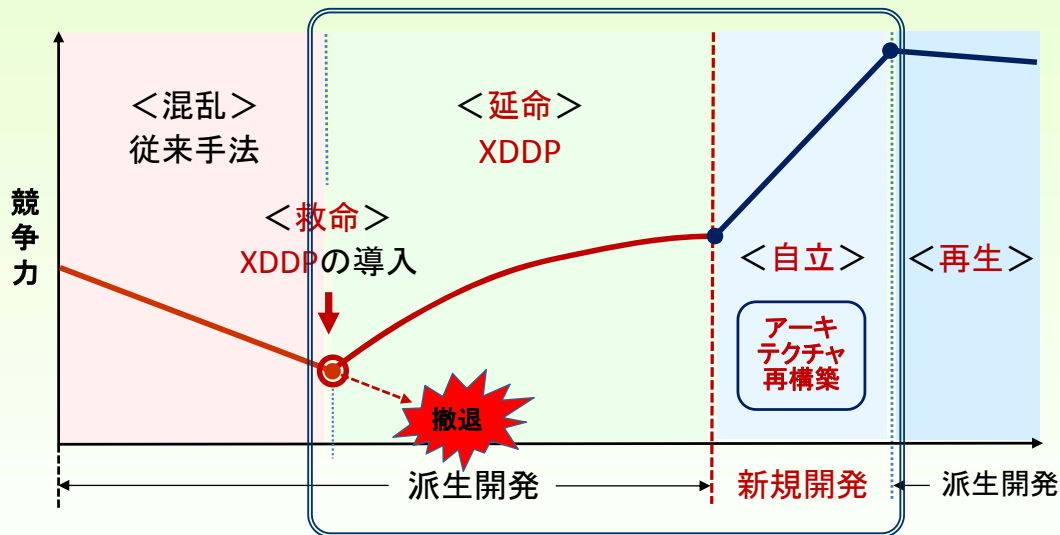 ＜混乱＞
従来手法
＜延命＞
XDDP
競争力
＜救命＞
XDDPの導入
＜自立＞
＜再生＞
アーキ
テクチャ
再構築
撤退
派生開発
新規開発
派生開発